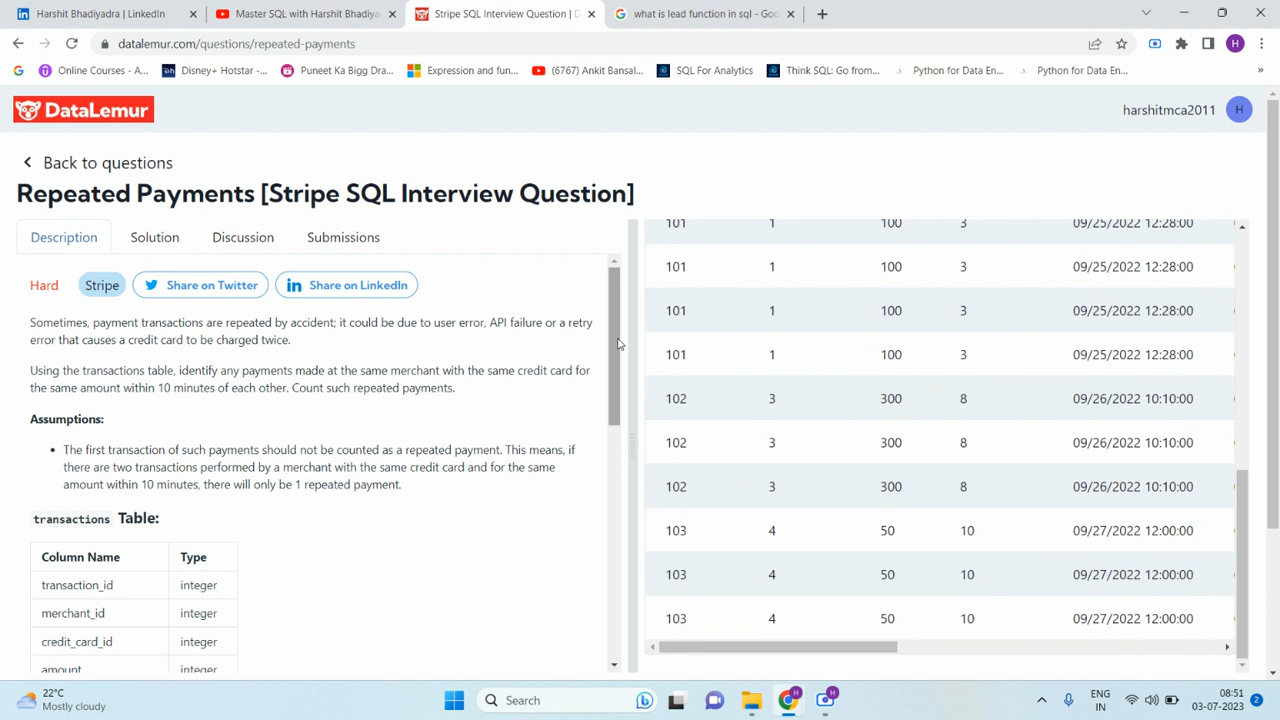 Harshit Bhadiyadra | LinkedIn
Master SQL with Harshit Bhadiya
Stripe SQL Interview Question | D
what is lead function in sql - Goo
datalemur.com/questions/repeated-payments
Online Courses - A...
Disney+ Hotstar -...
Puneet Ka Bigg Dra...
Expression and fun...
(6767) Ankit Bansal...
SQL For Analytics
Think SQL: Go from...
Python for Data En...
Python for Data En...
»
DataLemur
harshitmca2011
H
Back to questions
Repeated Payments [Stripe SQL Interview Question]
Description Solution Discussion Submissions
Hard Stripe Share on Twitter Share on LinkedIn
Sometimes, payment transactions are repeated by accident; it could be due to user error, API failure or a retry
error that causes a credit card to be charged twice.
Using the transactions table, identify any payments made at the same merchant with the same credit card for
the same amount within 10 minutes of each other. Count such repeated payments.
Assumptions:
• The first transaction of such payments should not be counted as a repeated payment. This means, if
there are two transactions performed by a merchant with the same credit card and for the same
amount within 10 minutes, there will only be 1 repeated payment.
transactions Table:
Column Name Type
transaction_id integer
merchant_id integer
credit_card_id integer
amount integer
101 1 100 3 09/25/2022 12:28:00
101 1 100 3 09/25/2022 12:28:00
101 1 100 3 09/25/2022 12:28:00
101 1 100 3 09/25/2022 12:28:00
102 3 300 8 09/26/2022 10:10:00
102 3 300 8 09/26/2022 10:10:00
102 3 300 8 09/26/2022 10:10:00
103 4 50 10 09/27/2022 12:00:00
103 4 50 10 09/27/2022 12:00:00
103 4 50 10 09/27/2022 12:00:00
22°C
Mostly cloudy
Search
ENG
IN
08:51
03-07-2023
2